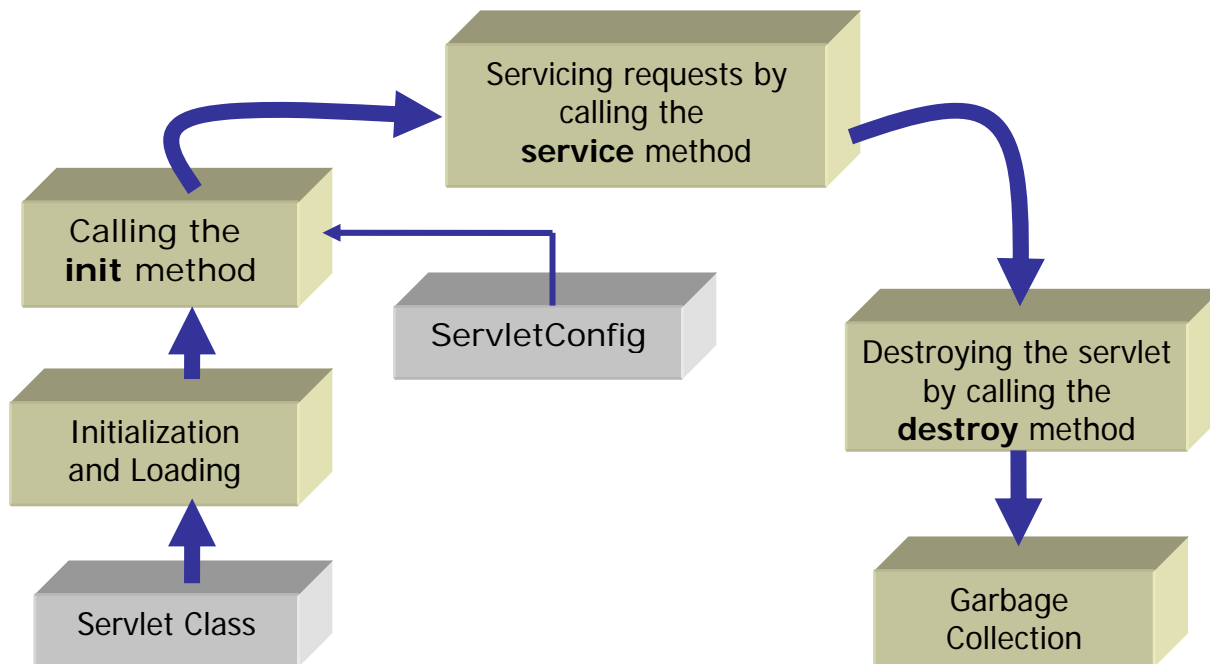 Servicing requests by
calling the
service method
Calling the
init method
ServletConfig
Destroying the servlet
by calling the
destroy method
Initialization
and Loading
Servlet Class
Garbage
Collection